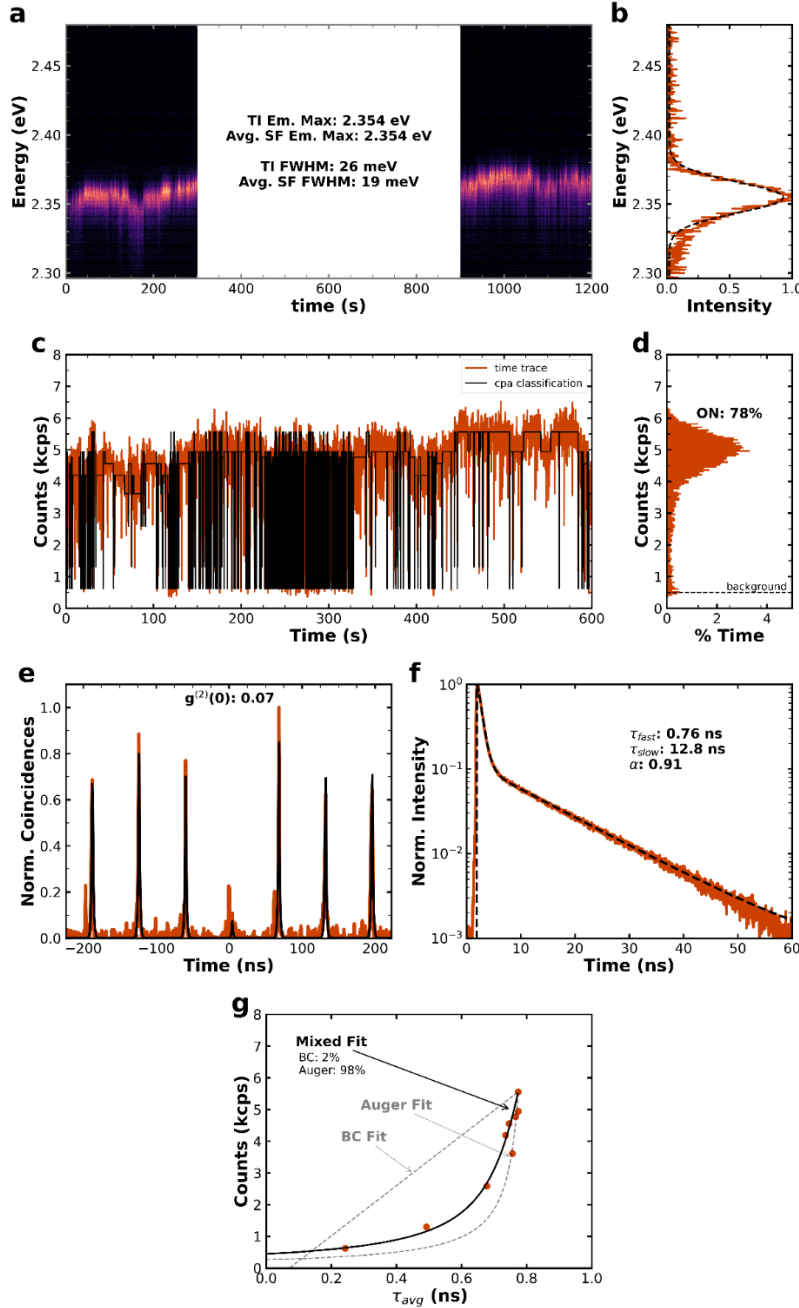 a
Energy (eV)
2.45
2.40
2.35
2.30
TI Em. Max: 2.354 eV
Avg. SF Em. Max: 2.354 eV
TI FWHM: 26 meV
Avg. SF FWHM: 19 meV
0 200 400 600 800 1000 1200
time (s)
b
Energy (eV)
2.45
2.40
2.35
2.30
0.0 0.5 1.0
Intensity
c
Counts (kcps)
8
7
6
5
4
3
2
1
0
time trace
cpa classification
0 100 200 300 400 500 600
Time (s)
d
Counts (kcps)
8
7
6
5
4
3
2
1
0
ON: 78%
background
0 2 4
% Time
e
Norm. Coincidences
1.0
0.8
0.6
0.4
0.2
0.0
g⁽²⁾(0): 0.07
−200 −100 0 100 200
Time (ns)
f
Norm. Intensity
10⁰
10⁻¹
10⁻²
10⁻³
τfast: 0.76 ns
τslow: 12.8 ns
α: 0.91
0 10 20 30 40 50 60
Time (ns)
g
Counts (kcps)
8
7
6
5
4
3
2
1
0
Mixed Fit
BC: 2%
Auger: 98%
Auger Fit
BC Fit
0.0 0.2 0.4 0.6 0.8 1.0
τavg (ns)